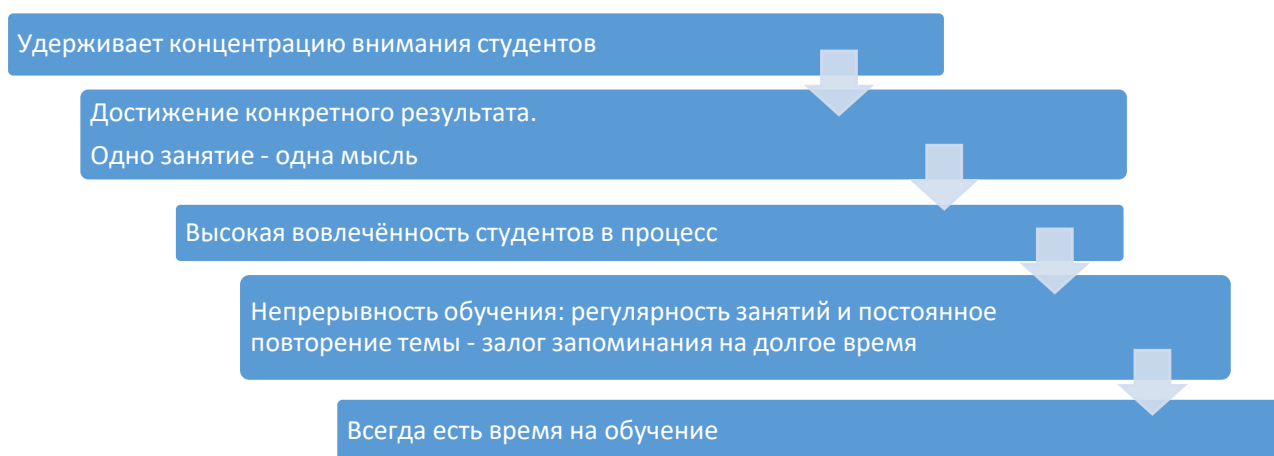 Удерживает концентрацию внимания студентов
Достижение конкретного результата.
Одно занятие - одна мысль
Высокая вовлечённость студентов в процесс
Непрерывность обучения: регулярность занятий и постоянное
повторение темы - залог запоминания на долгое время
Всегда есть время на обучение